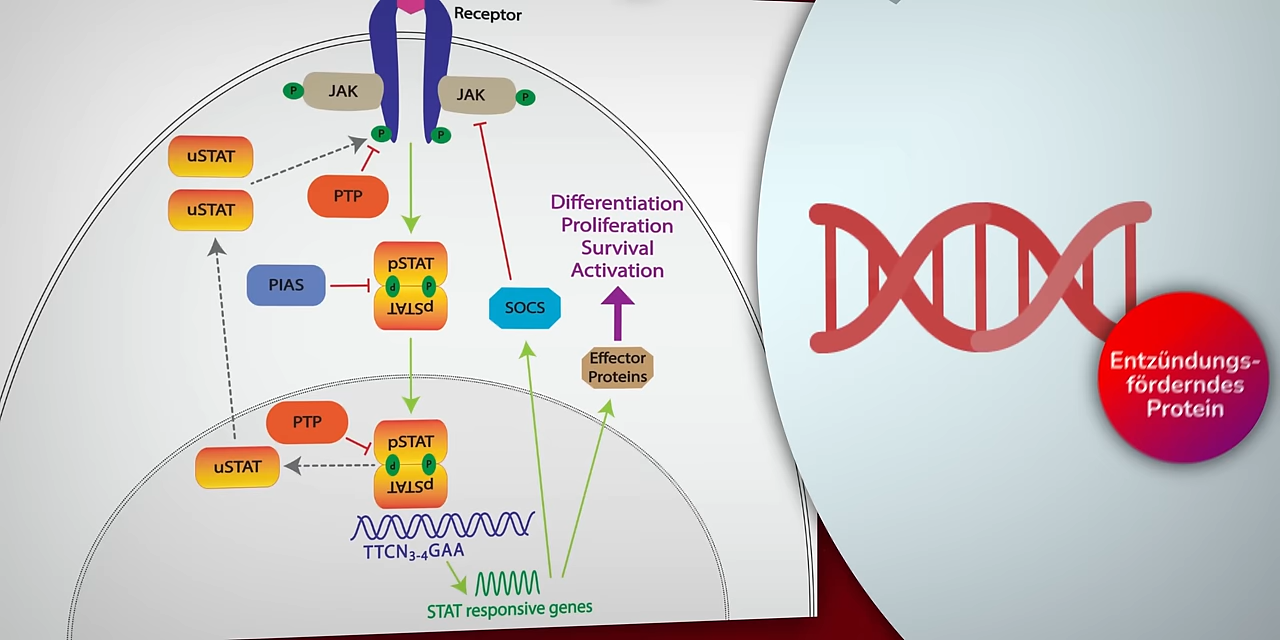 Receptor
P
JAK
JAK
P
P
P
uSTAT
uSTAT
PTP
Differentiation
Proliferation
Survival
Activation
pSTAT
P
P
pSTAT
PIAS
SOCS
Effector
Proteins
PTP
pSTAT
P
P
pSTAT
uSTAT
TTCN3-4GAA
STAT responsive genes
Entzündungs-
förderndes
Protein